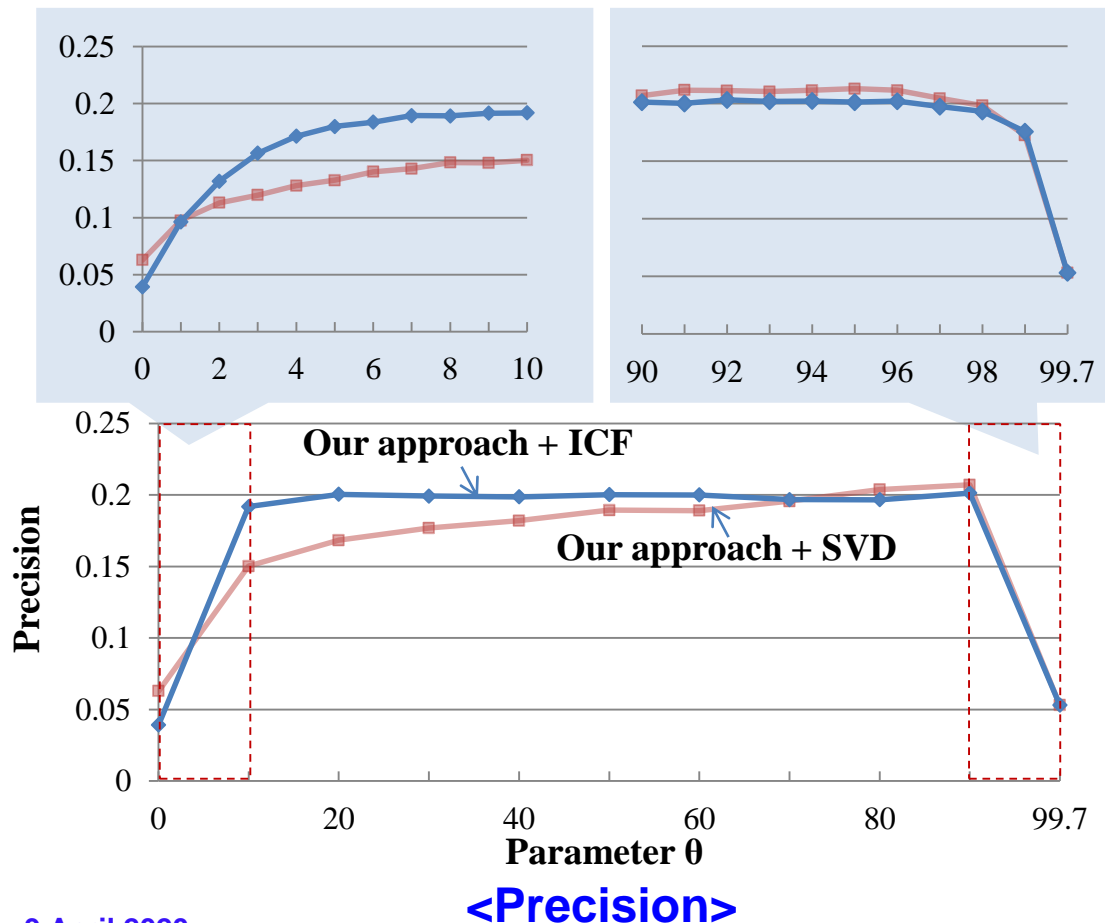 0.25
0.2
0.15
0.1
0.05
0
0 2 4 6 8 10
90 92 94 96 98 99.7
0.25
0.2
0.15
0.1
0.05
0
Our approach + ICF
Our approach + SVD
Precision
0 20 40 60 80 99.7
Parameter θ
<Precision>